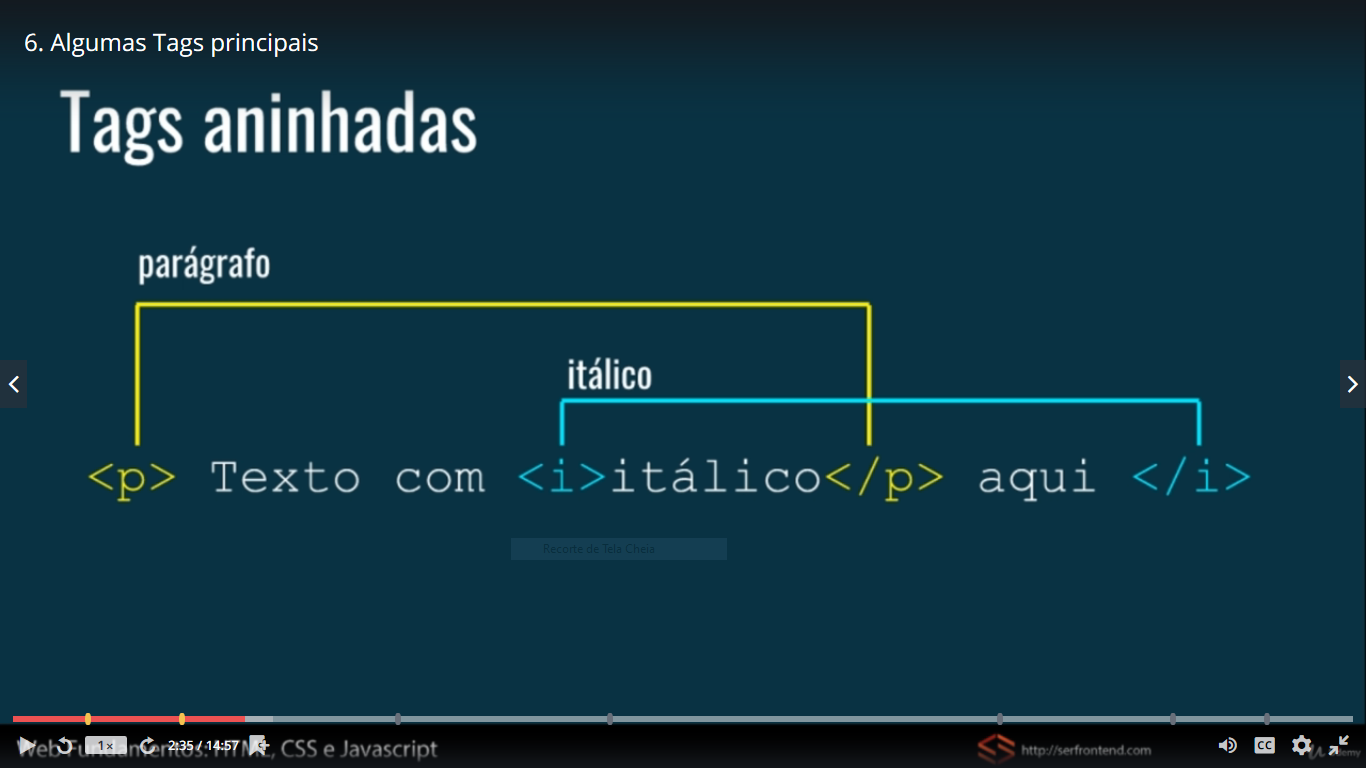 6. Algumas Tags principais
Tags aninhadas
parágrafo
itálico
<p> Texto com <i>itálico</p> aqui </i>
Recorte de Tela Cheia
1×
2:35 / 14:57
Web Fundamentos: HTML, CSS e Javascript
http://serfrontend.com
CC